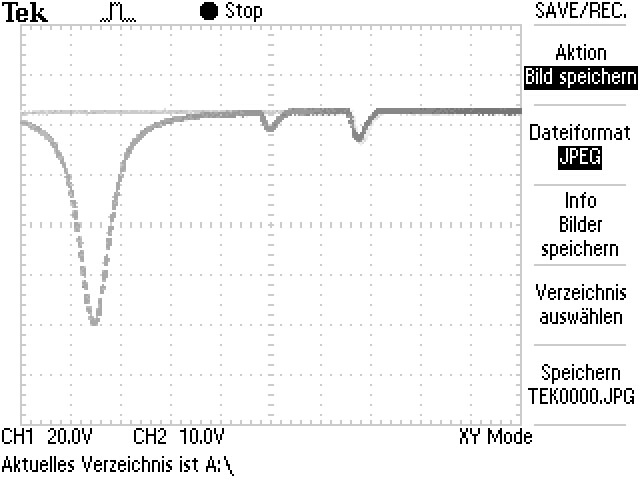 Tek
Stop
SAVE/REC.
Aktion
Bild speichern
Dateiformat
JPEG
Info
Bilder
speichern
Verzeichnis
auswählen
Speichern
TEK0000.JPG
CH1 20.0V CH2 10.0V XY Mode
Aktuelles Verzeichnis ist A:\